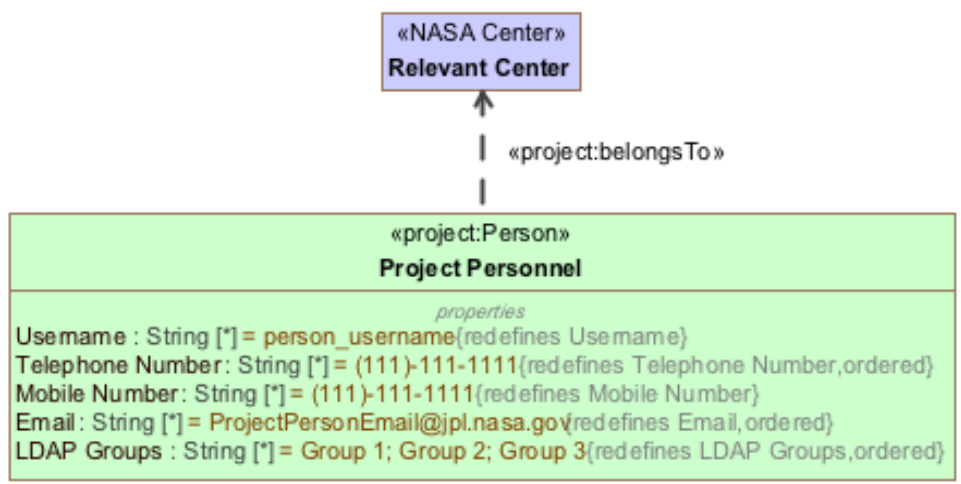 «NASA Center»
Relevant Center
«project:belongsTo»
«project:Person»
Project Personnel
properties
Username : String [*] = person_username{redefines Username}
Telephone Number : String [*] = (111)-111-1111{redefines Telephone Number,ordered}
Mobile Number : String [*] = (111)-111-1111{redefines Mobile Number}
Email : String [*] = ProjectPersonEmail@jpl.nasa.gov{redefines Email,ordered}
LDAP Groups : String [*] = Group 1; Group 2; Group 3{redefines LDAP Groups,ordered}